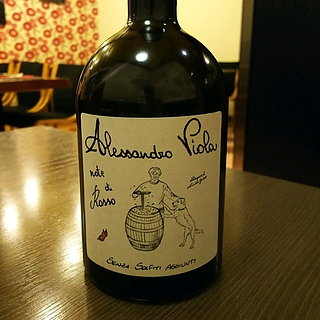 Alessandro Viola
note di
Rosso
SENZA SOLFITI AGGIUNTI